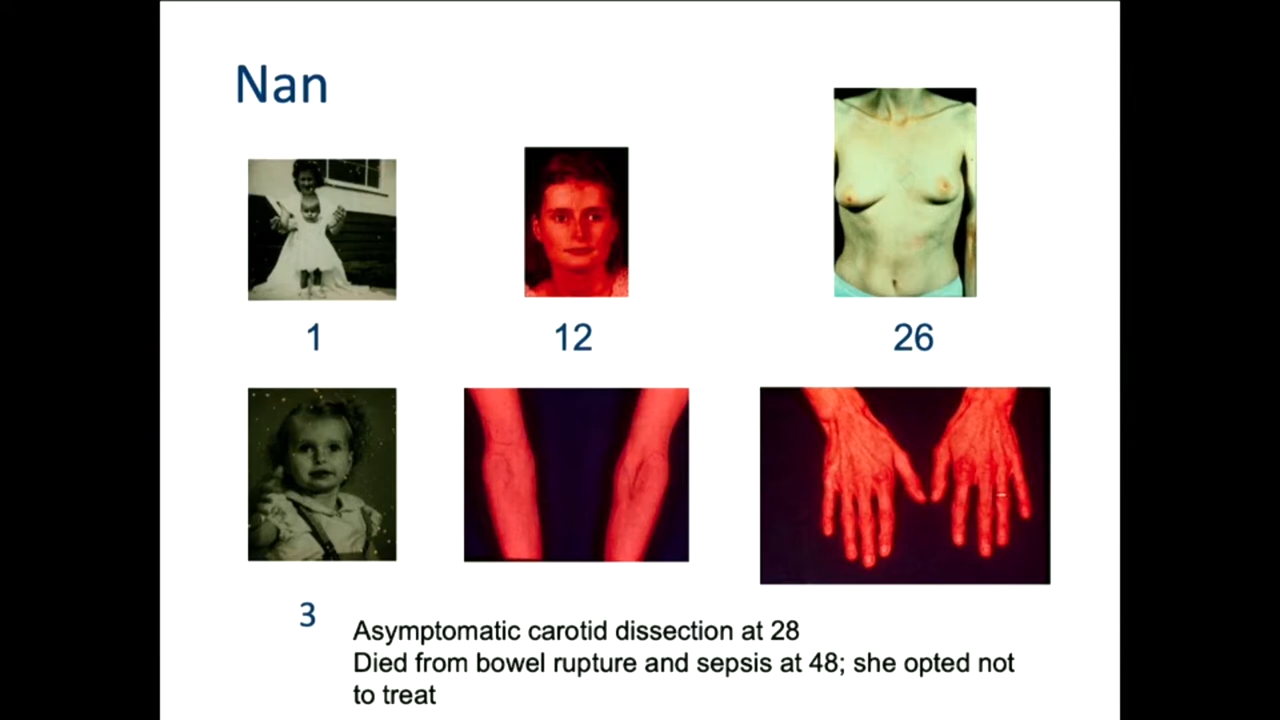 Nan
1
12
26
3
Asymptomatic carotid dissection at 28
Died from bowel rupture and sepsis at 48; she opted not
to treat